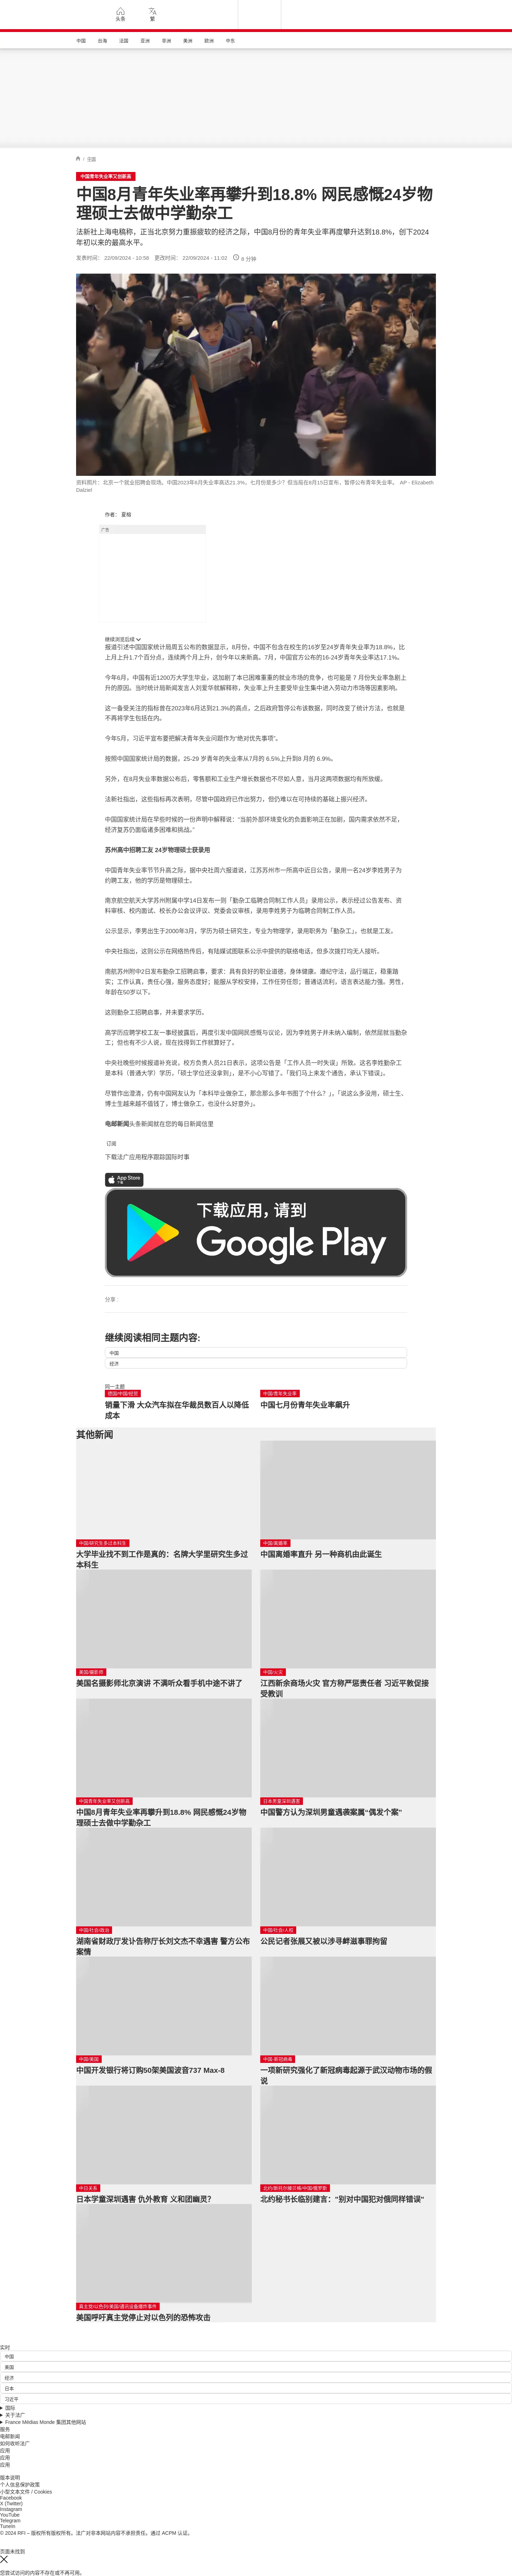 头条
繁
中国
台海
法国
亚洲
非洲
美洲
欧洲
中东
/ 中国
中国青年失业率又创新高
中国8月青年失业率再攀升到18.8% 网民感慨24岁物
理硕士去做中学勤杂工
法新社上海电稿称，正当北京努力重振疲软的经济之际，中国8月份的青年失业率再度攀升达到18.8%，创下2024
年初以来的最高水平。
发表时间： 22/09/2024 - 10:58 更改时间： 22/09/2024 - 11:02 8 分钟
资料照片：北京一个就业招聘会现场。中国2023年6月失业率高达21.3%，七月份是多少？但当局在8月15日宣布，暂停公布青年失业率。 AP - Elizabeth
Dalziel
作者： 夏榕
广告
继续浏览后续
报道引述中国国家统计局周五公布的数据显示，8月份，中国不包含在校生的16岁至24岁青年失业率为18.8%，比
上月上升1.7个百分点，连续两个月上升，创今年以来新高。7月，中国官方公布的16-24岁青年失业率达17.1%。
今年6月，中国有近1200万大学生毕业，这加剧了本已困难重重的就业市场的竞争，也可能是 7 月份失业率急剧上
升的原因。当时统计局新闻发言人刘爱华就解释称，失业率上升主要受毕业生集中进入劳动力市场等因素影响。
这一备受关注的指标曾在2023年6月达到21.3%的高点，之后政府暂停公布该数据，同时改变了统计方法，也就是
不再将学生包括在内。
今年5月，习近平宣布要把解决青年失业问题作为“绝对优先事项”。
按照中国国家统计局的数据，25-29 岁青年的失业率从7月的 6.5%上升到8 月的 6.9%。
另外，在8月失业率数据公布后，零售额和工业生产增长数据也不尽如人意，当月这两项数据均有所放缓。
法新社指出，这些指标再次表明，尽管中国政府已作出努力，但仍难以在可持续的基础上振兴经济。
中国国家统计局在早些时候的一份声明中解释说：“当前外部环境变化的负面影响正在加剧，国内需求依然不足，
经济复苏仍面临诸多困难和挑战。”
苏州高中招聘工友 24岁物理硕士获录用
中国青年失业率节节升高之际，据中央社周六报道说，江苏苏州市一所高中近日公告，录用一名24岁李姓男子为
约聘工友，他的学历是物理硕士。
南京航空航天大学苏州附属中学14日发布一则「勤杂工临聘合同制工作人员」录用公示，表示经过公告发布、资
料审核、校内面试、校长办公会议评议、党委会议审核，录用李姓男子为临聘合同制工作人员。
公示显示，李男出生于2000年3月，学历为硕士研究生，专业为物理学，录用职务为「勤杂工」，也就是工友。
中央社指出，这则公示在网络热传后，有陆媒试图联系公示中提供的联络电话，但多次拨打均无人接听。
南航苏州附中2日发布勤杂工招聘启事，要求：具有良好的职业道德，身体健康。遵纪守法，品行端正，稳重踏
实；工作认真，责任心强，服务态度好；能服从学校安排，工作任劳任怨；普通话流利，语言表达能力强。男性，
年龄在50岁以下。
这则勤杂工招聘启事，并未要求学历。
高学历应聘学校工友一事经披露后，再度引发中国网民感慨与议论，因为李姓男子并未纳入编制，依然屈就当勤杂
工；但也有不少人说，现在找得到工作就算好了。
中央社晚些时候报道补充说，校方负责人员21日表示，这项公告是「工作人员一时失误」所致。这名李姓勤杂工
是本科（普通大学）学历，「硕士学位还没拿到」，是不小心写错了。「我们马上来发个通告，承认下错误」。
尽管作出澄清，仍有中国网友认为「本科毕业做杂工，那念那么多年书图了个什么？」，「说这么多没用，硕士生，
博士生越来越不值钱了，博士做杂工，也没什么好意外」。
电邮新闻头条新闻就在您的每日新闻信里
订阅
下载法广应用程序跟踪国际时事
App Store
下载应用，请到
Google Play
分享 :
继续阅读相同主题内容:
中国
经济
同一主题
德国/中国/经贸
销量下滑 大众汽车拟在华裁员数百人以降低
成本
中国/青年失业率
中国七月份青年失业率飙升
其他新闻
中国/研究生多过本科生
大学毕业找不到工作是真的：名牌大学里研究生多过
本科生
中国/离婚率
中国离婚率直升 另一种商机由此诞生
美国/摄影师
美国名摄影师北京演讲 不满听众看手机中途不讲了
中国/火灾
江西新余商场火灾 官方称严惩责任者 习近平敦促接
受教训
中国青年失业率又创新高
中国8月青年失业率再攀升到18.8% 网民感慨24岁物
理硕士去做中学勤杂工
日本男童深圳遇害
中国警方认为深圳男童遇袭案属“偶发个案”
中国/社会/政治
湖南省财政厅发讣告称厅长刘文杰不幸遇害 警方公布
案情
中国/社会/人权
公民记者张展又被以涉寻衅滋事罪拘留
中国/美国
中国开发银行将订购50架美国波音737 Max-8
中国-新冠病毒
一项新研究强化了新冠病毒起源于武汉动物市场的假
说
中日关系
日本学童深圳遇害 仇外教育 义和团幽灵？
北约/斯托尔滕贝格/中国/俄罗斯
北约秘书长临别建言："别对中国犯对俄同样错误"
真主党/以色列/美国/通讯设备爆炸事件
美国呼吁真主党停止对以色列的恐怖攻击
实时
中国
美国
经济
日本
习近平
国际
关于法广
France Médias Monde 集团其他网站
服务
电邮新闻
如何收听法广
应用
应用
应用
版本说明
个人信息保护政策
小型文本文件 / Cookies
Facebook
X (Twitter)
Instagram
YouTube
Telegram
TuneIn
© 2024 RFI – 版权所有版权所有。法广对非本网站内容不承担责任。通过 ACPM 认证。
页面未找到
您尝试访问的内容不存在或不再可用。